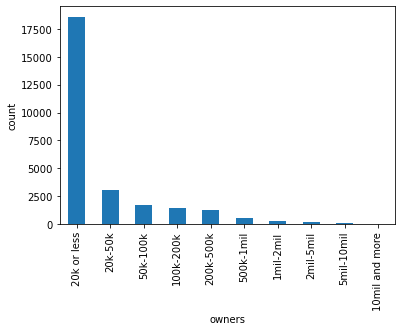 17500
15000
12500
10000
7500
5000
2500
0
count
20k or less
20k-50k
50k-100k
100k-200k
200k-500k
500k-1mil
1mil-2mil
2mil-5mil
5mil-10mil
10mil and more
owners